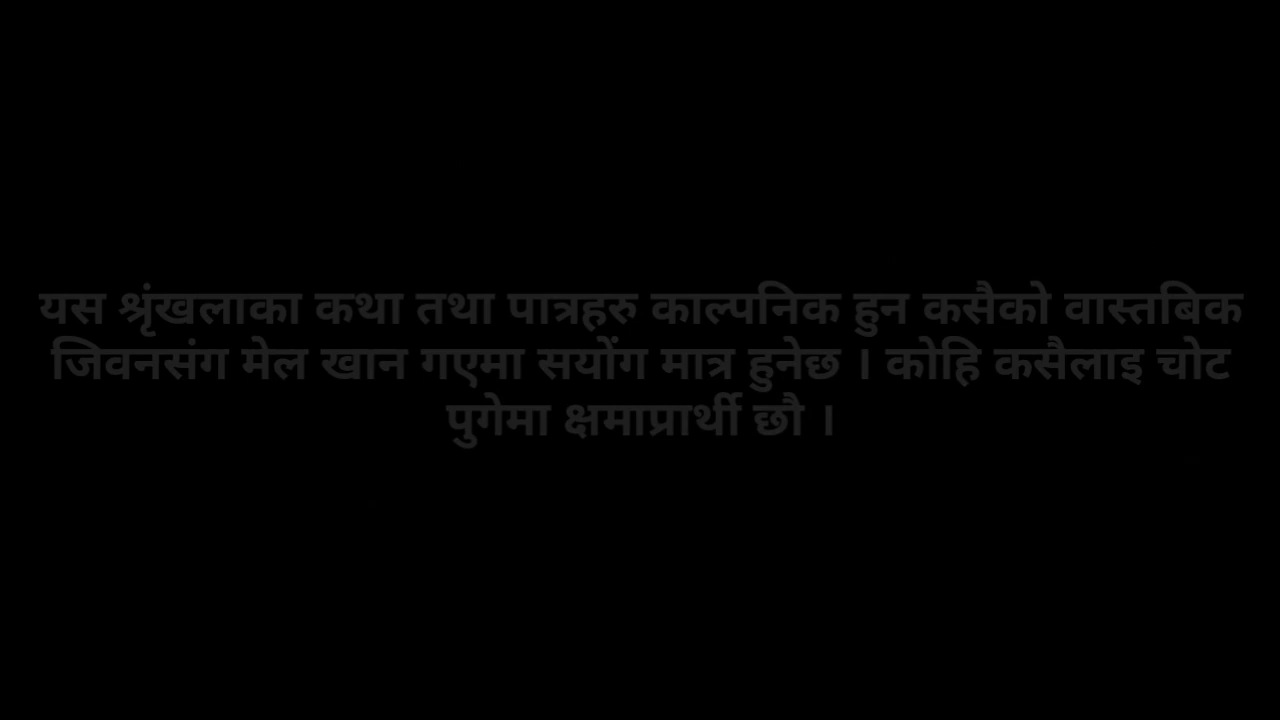 यस श्रृंखलाका कथा तथा पात्रहरु काल्पनिक हुन कसैको वास्तबिक
जिवनसंग मेल खान गएमा सयोंग मात्र हुनेछ । कोहि कसैलाइ चोट
पुगेमा क्षमाप्रार्थी छौ ।